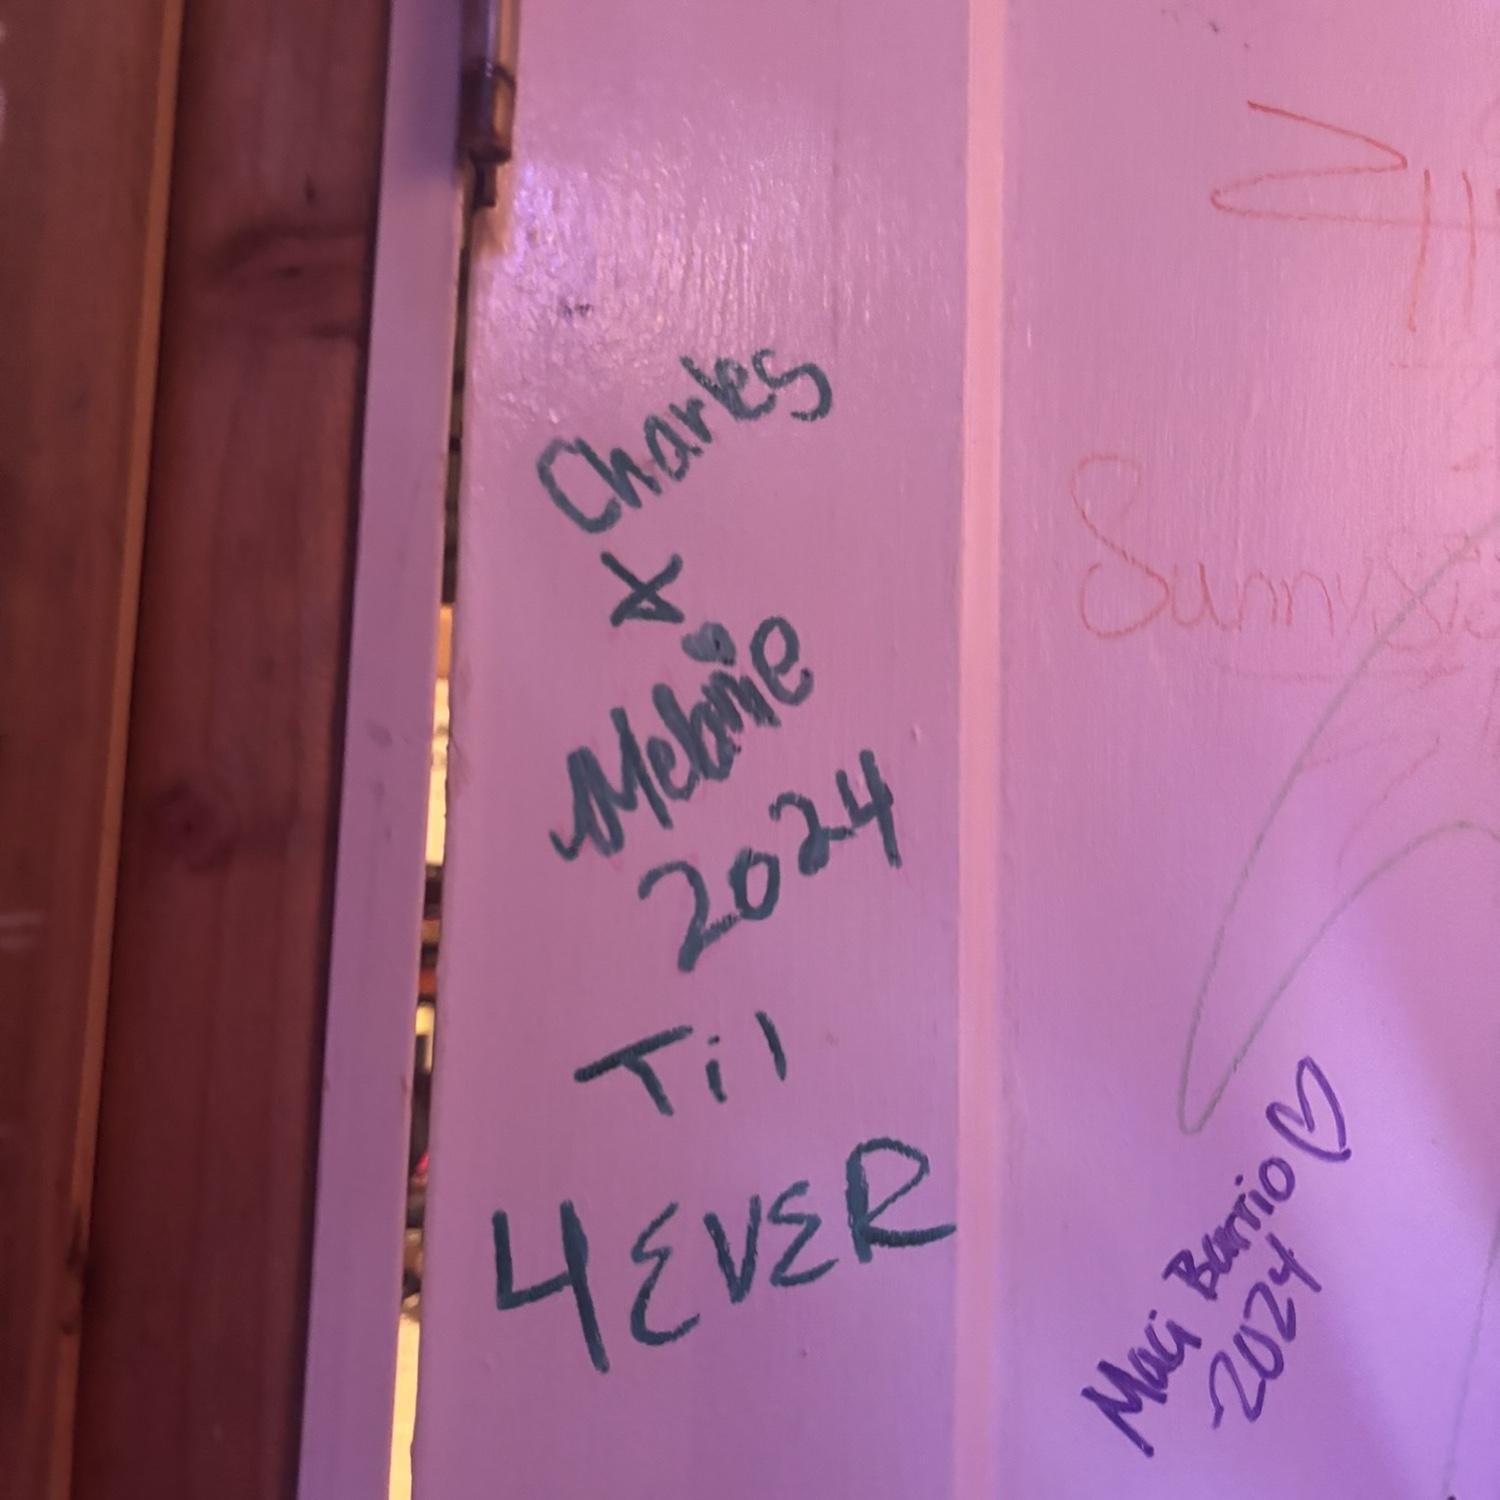 Charles
X
Melanie
2024
Til
4EVER
Maci Barrio
2024